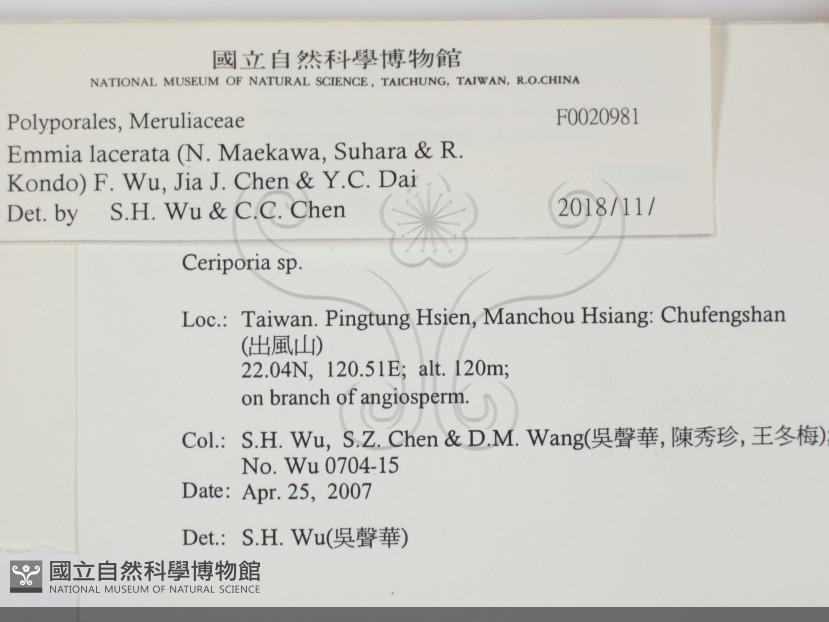 國立自然科學博物館
NATIONAL MUSEUM OF NATURAL SCIENCE, TAICHUNG, TAIWAN, R.O.CHINA
Polyporales, Meruliaceae F0020981
Emmia lacerata (N. Maekawa, Suhara & R.
Kondo) F. Wu, Jia J. Chen & Y.C. Dai
Det. by S.H. Wu & C.C. Chen 2018/11/
Ceriporia sp.
Loc.: Taiwan. Pingtung Hsien, Manchou Hsiang: Chufengshan
(出風山)
22.04N, 120.51E; alt. 120m;
on branch of angiosperm.
Col.: S.H. Wu, S.Z. Chen & D.M. Wang(吳聲華, 陳秀珍, 王冬梅);
No. Wu 0704-15
Date: Apr. 25, 2007
Det.: S.H. Wu(吳聲華)
國立自然科學博物館
NATIONAL MUSEUM OF NATURAL SCIENCE